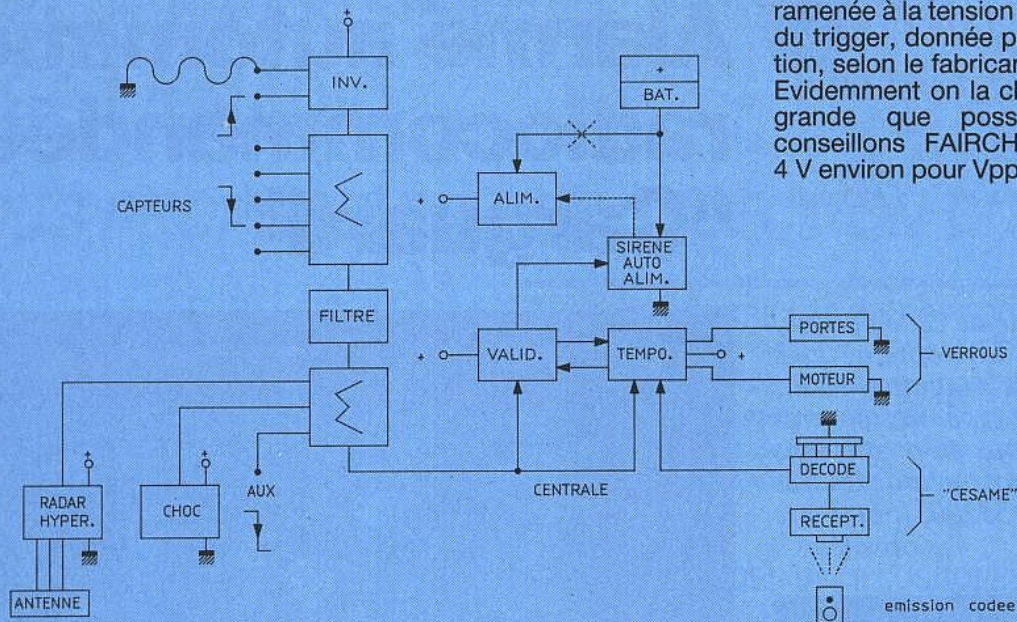 ramenée à la tension
du trigger, donnée p
tion, selon le fabrican
Evidemment on la cl
grande que poss
conseillons FAIRCH
4 V environ pour Vpp
+
INV.
CAPTEURS
FILTRE
+
BAT.
+
ALIM.
SIRENE
AUTO
ALIM.
+
VALID.
TEMPO.
+
PORTES
MOTEUR
VERROUS
DECODE
RECEPT.
"CESAME"
emission codee
CENTRALE
+
RADAR
HYPER.
+
CHOC
AUX
ANTENNE